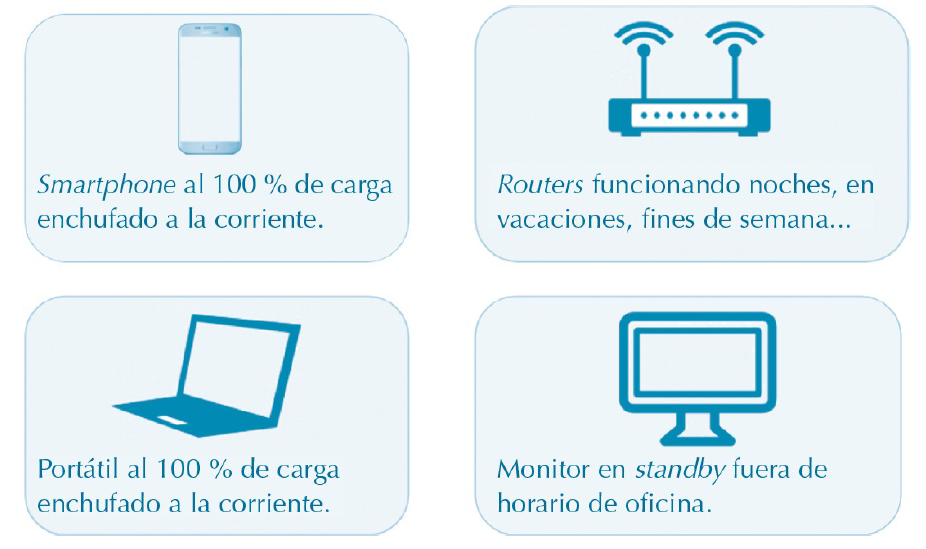 Smartphone al 100 % de carga
enchufado a la corriente.
Routers funcionando noches, en
vacaciones, fines de semana...
Portátil al 100 % de carga
enchufado a la corriente.
Monitor en standby fuera de
horario de oficina.